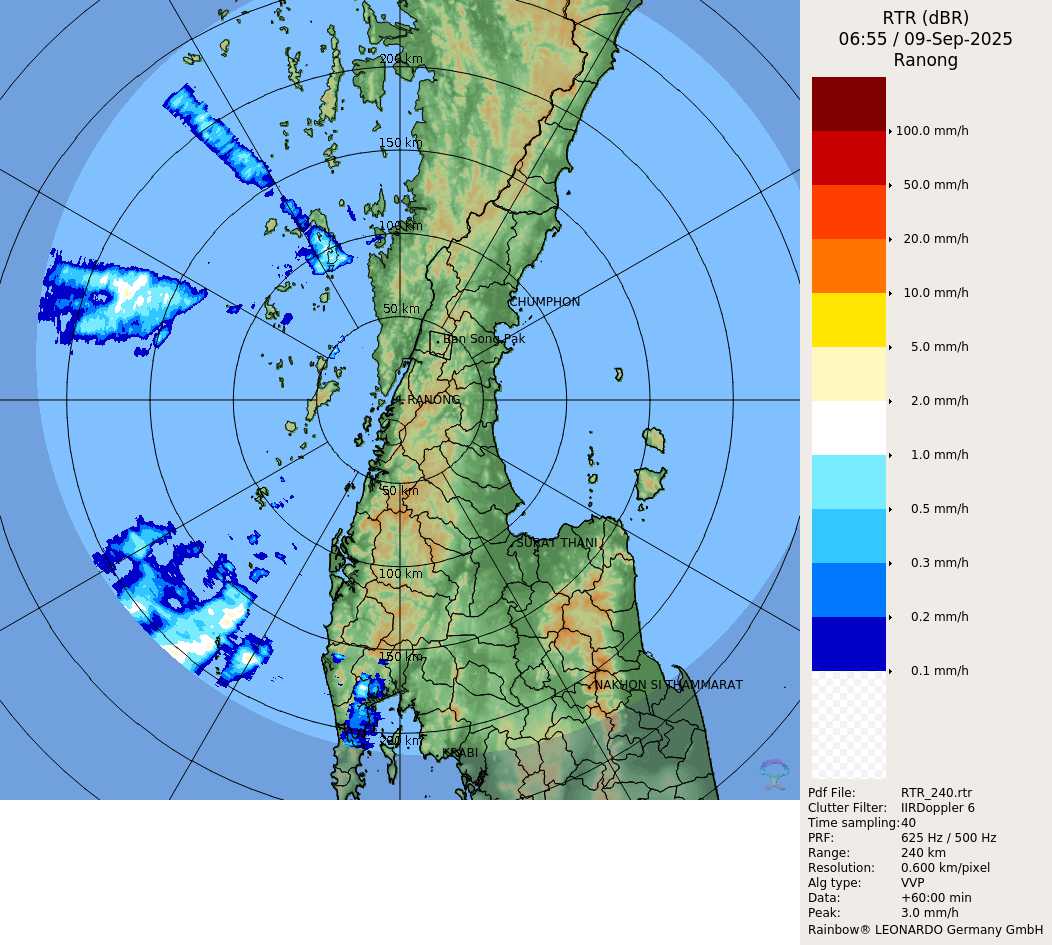 RTR (dBR)
06:55 / 09-Sep-2025
Ranong
200 km
150 km
100 km
50 km
CHUMPHON
Ban Song Pak
RANONG
50 km
SURAT THANI
100 km
150 km
NAKHON SI THAMMARAT
200 km
KRABI
100.0 mm/h
50.0 mm/h
20.0 mm/h
10.0 mm/h
5.0 mm/h
2.0 mm/h
1.0 mm/h
0.5 mm/h
0.3 mm/h
0.2 mm/h
0.1 mm/h
Pdf File: RTR_240.rtr
Clutter Filter: IIRDoppler 6
Time sampling: 40
PRF: 625 Hz / 500 Hz
Range: 240 km
Resolution: 0.600 km/pixel
Alg type: VVP
Data: +60:00 min
Peak: 3.0 mm/h
Rainbow® LEONARDO Germany GmbH